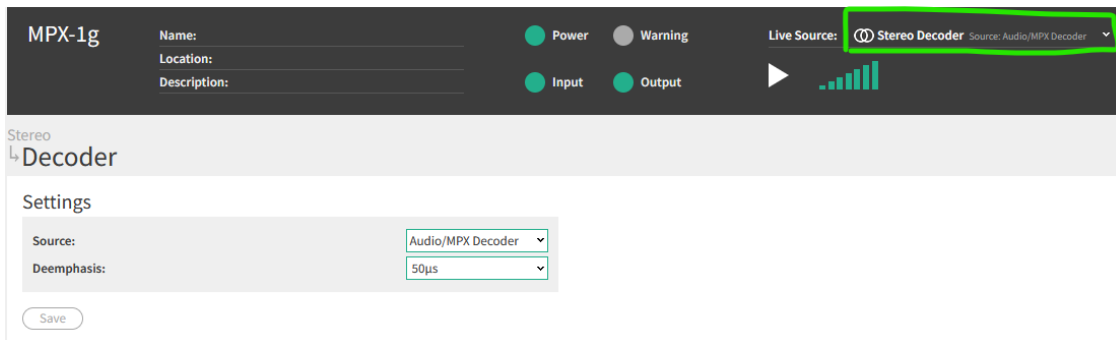 MPX-1g
Name:
Location:
Description:
Power
Warning
Input
Output
Live Source:
Stereo Decoder Source: Audio/MPX Decoder
Stereo
↳Decoder
Settings
Source:
Audio/MPX Decoder
Deemphasis:
50µs
Save